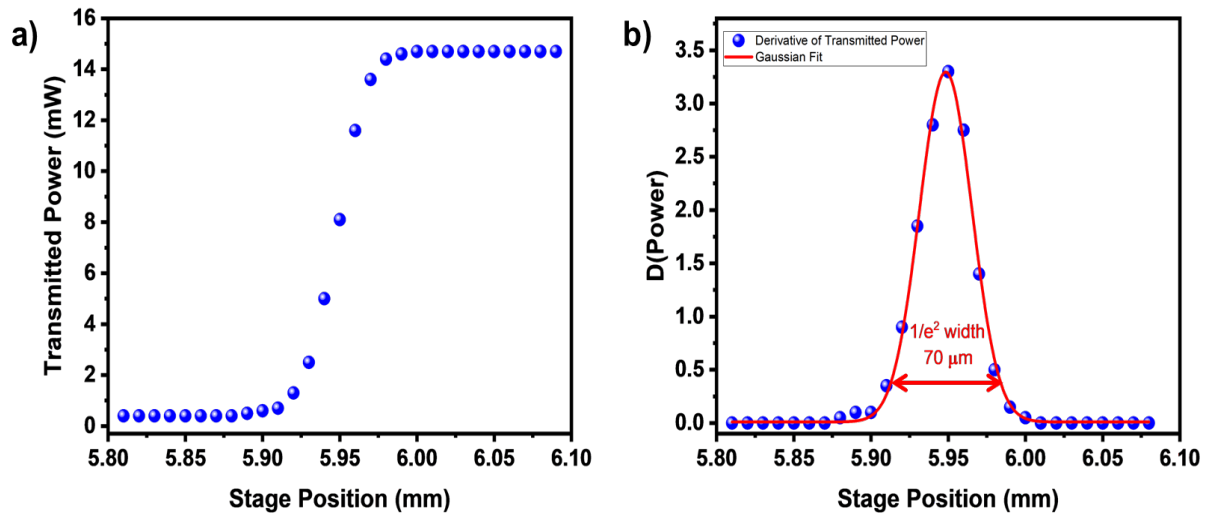 a)
Transmitted Power (mW)
16
14
12
10
8
6
4
2
0
5.80 5.85 5.90 5.95 6.00 6.05 6.10
Stage Position (mm)
b)
Derivative of Transmitted Power
Gaussian Fit
D(Power)
3.5
3.0
2.5
2.0
1.5
1.0
0.5
0.0
1/e² width
70 μm
5.80 5.85 5.90 5.95 6.00 6.05 6.10
Stage Position (mm)